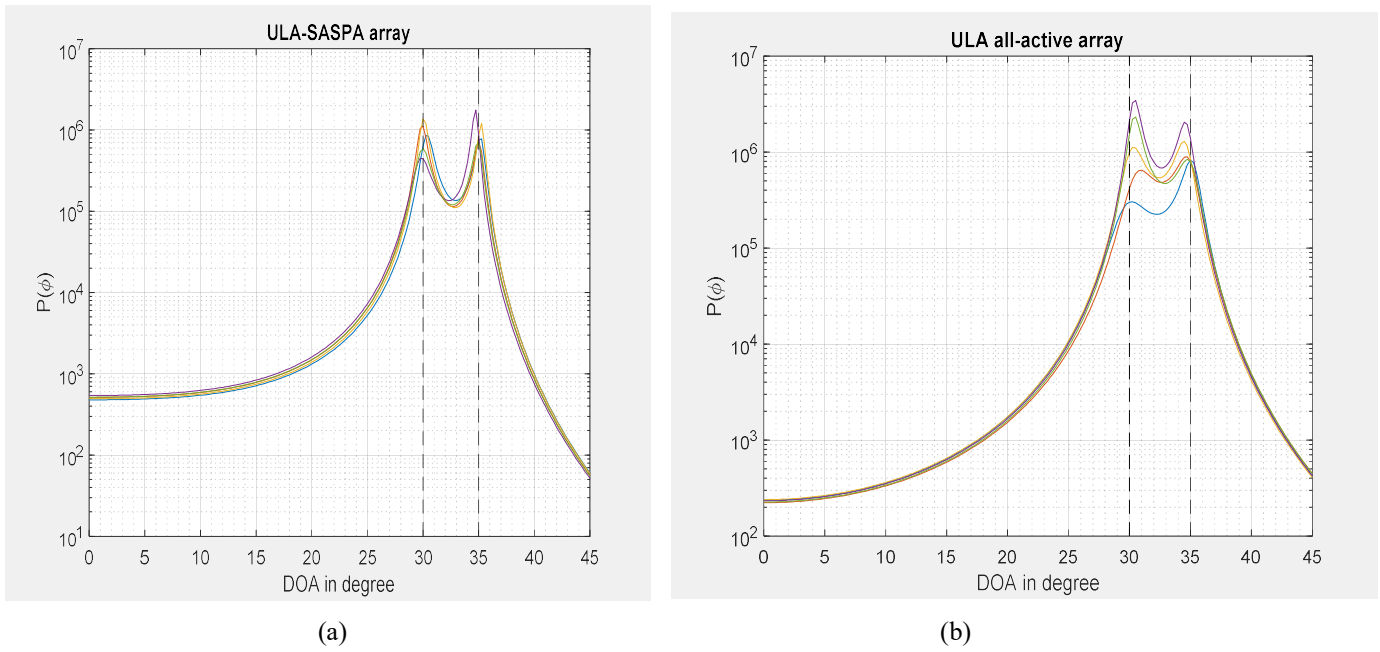 ULA-SASPA array
10^7
10^6
10^5
10^4
10^3
10^2
10^1
P(ϕ)
0 5 10 15 20 25 30 35 40 45
DOA in degree
(a)
ULA all-active array
10^7
10^6
10^5
10^4
10^3
10^2
P(ϕ)
0 5 10 15 20 25 30 35 40 45
DOA in degree
(b)